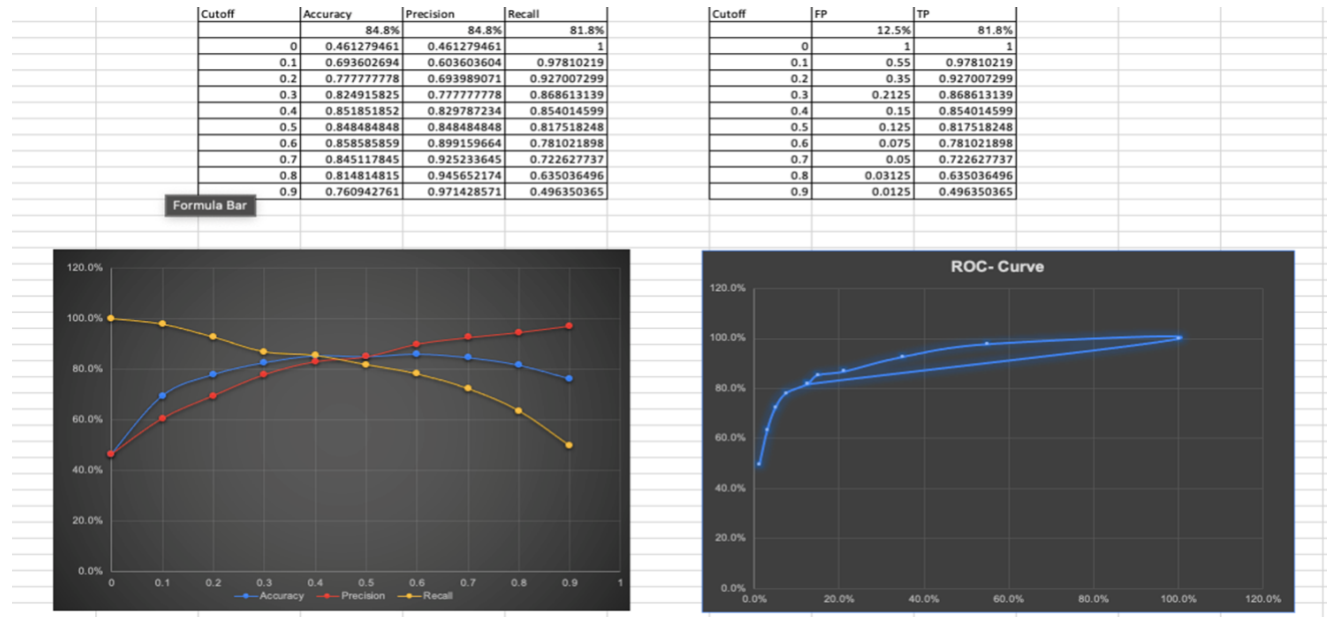 Cutoff Accuracy Precision Recall
84.8% 84.8% 81.8%
0 0.461279461 0.461279461 1
0.1 0.693602694 0.603603604 0.97810219
0.2 0.777777778 0.693989071 0.927007299
0.3 0.824915825 0.777777778 0.868613139
0.4 0.851851852 0.829787234 0.854014599
0.5 0.848484848 0.848484848 0.817518248
0.6 0.858585859 0.899159664 0.781021898
0.7 0.845117845 0.925233645 0.722627737
0.8 0.814814815 0.945652174 0.635036496
0.9 0.760942761 0.971428571 0.496350365
Formula Bar
Cutoff FP TP
12.5% 81.8%
0 1 1
0.1 0.55 0.97810219
0.2 0.35 0.927007299
0.3 0.2125 0.868613139
0.4 0.15 0.854014599
0.5 0.125 0.817518248
0.6 0.075 0.781021898
0.7 0.05 0.722627737
0.8 0.03125 0.635036496
0.9 0.0125 0.496350365
120.0%
100.0%
80.0%
60.0%
40.0%
20.0%
0.0%
0 0.1 0.2 0.3 0.4 0.5 0.6 0.7 0.8 0.9 1
Accuracy Precision Recall
ROC- Curve
120.0%
100.0%
80.0%
60.0%
40.0%
20.0%
0.0%
0.0% 20.0% 40.0% 60.0% 80.0% 100.0% 120.0%